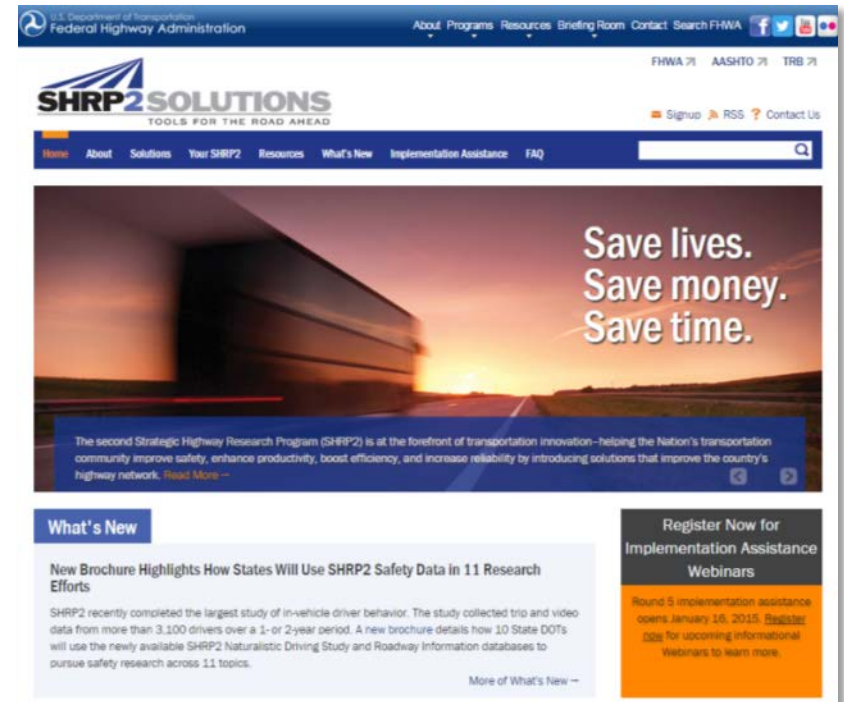 U.S. Department of Transportation
Federal Highway Administration
About Programs Resources Briefing Room Contact Search FHWA
FHWA AASHTO TRB
SHRP2 SOLUTIONS
TOOLS FOR THE ROAD AHEAD
Signup RSS ? Contact Us
Home About Solutions Your SHRP2 Resources What's New Implementation Assistance FAQ
Save lives.
Save money.
Save time.
The second Strategic Highway Research Program (SHRP2) is at the forefront of transportation innovation–helping the Nation's transportation
community improve safety, enhance productivity, boost efficiency, and increase reliability by introducing solutions that improve the country's
highway network. Read More
What's New
New Brochure Highlights How States Will Use SHRP2 Safety Data in 11 Research
Efforts
SHRP2 recently completed the largest study of in-vehicle driver behavior. The study collected trip and video
data from more than 3,100 drivers over a 1- or 2-year period. A new brochure details how 10 State DOTs
will use the newly available SHRP2 Naturalistic Driving Study and Roadway Information databases to
pursue safety research across 11 topics.
More of What's New
Register Now for
Implementation Assistance
Webinars
Round 5 implementation assistance
opens January 16, 2015. Register
now for upcoming informational
Webinars to learn more.